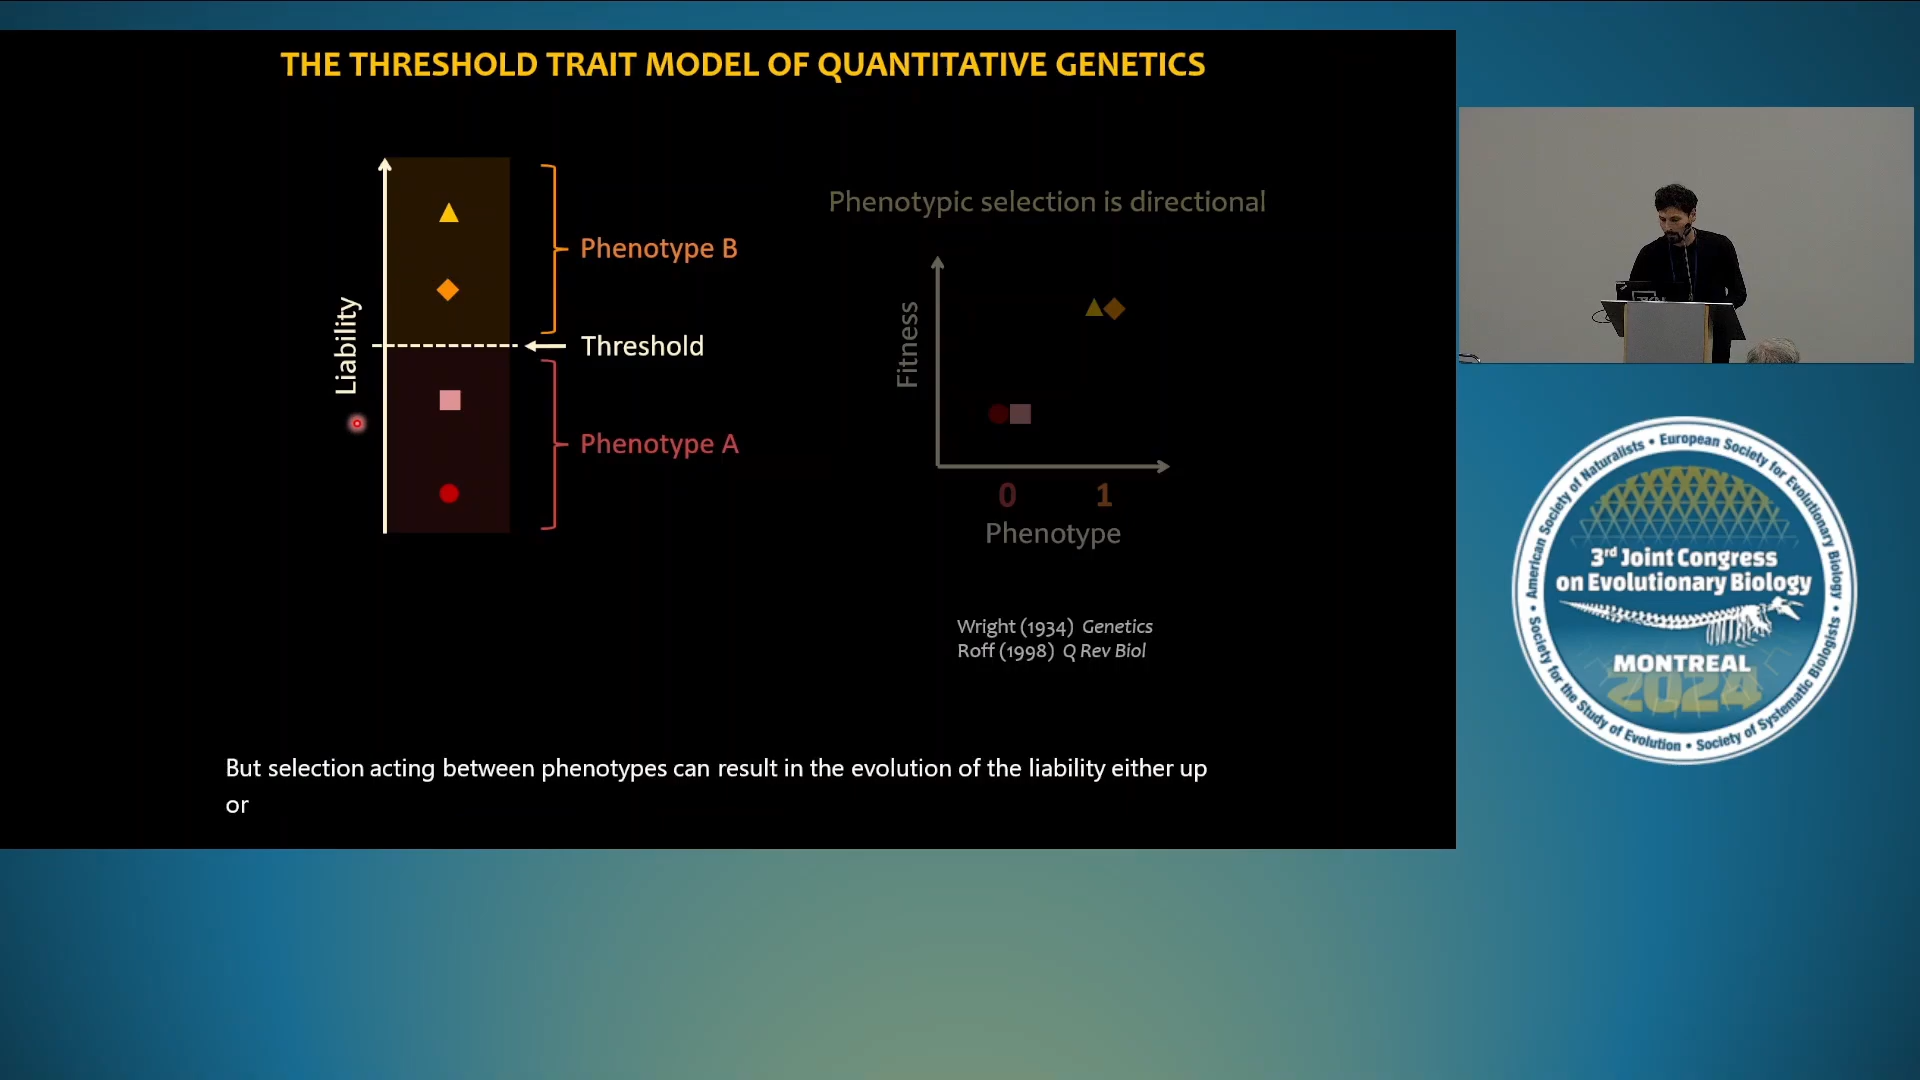 THE THRESHOLD TRAIT MODEL OF QUANTITATIVE GENETICS
Liability
Phenotype B
Threshold
Phenotype A
Phenotypic selection is directional
Fitness
0 1
Phenotype
Wright (1934) Genetics
Roff (1998) Q Rev Biol
But selection acting between phenotypes can result in the evolution of the liability either up
or
American Society of Naturalists • European Society for Evolutionary Biology • Society of Systematic Biologists • Society for the Study of Evolution •
3rd Joint Congress
on Evolutionary Biology
MONTREAL
2024